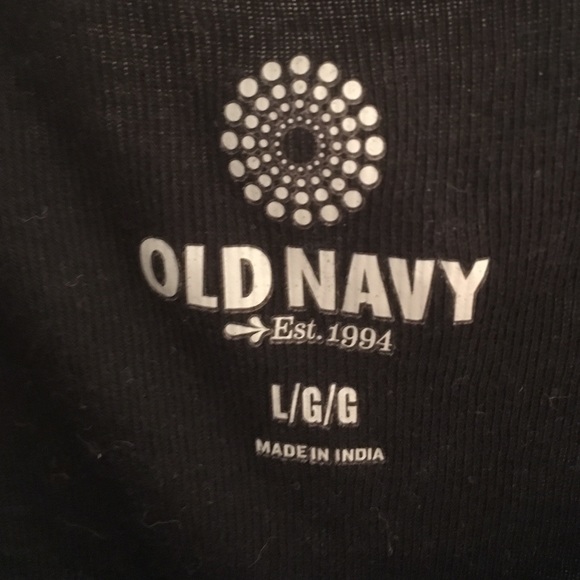 OLD NAVY
Est. 1994
L/G/G
MADE IN INDIA